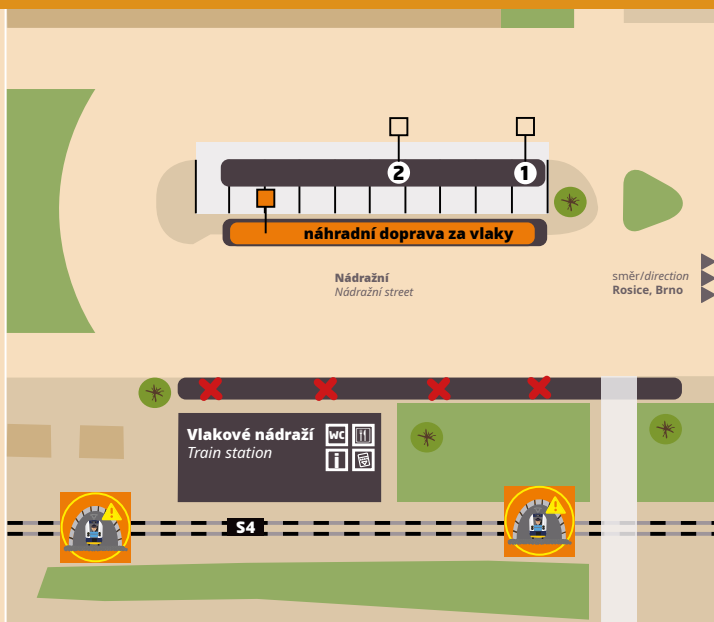 2
1
náhradní doprava za vlaky
Nádražní
Nádražní street
směr/direction
Rosice, Brno
Vlakové nádraží
Train station
WC
i
S4